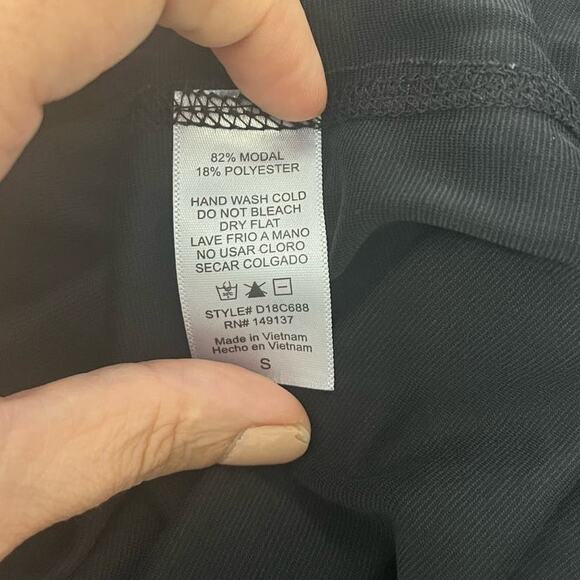 82% MODAL
18% POLYESTER
HAND WASH COLD
DO NOT BLEACH
DRY FLAT
LAVE FRIO A MANO
NO USAR CLORO
SECAR COLGADO
STYLE# D18C688
RN# 149137
Made in Vietnam
Hecho en Vietnam
S